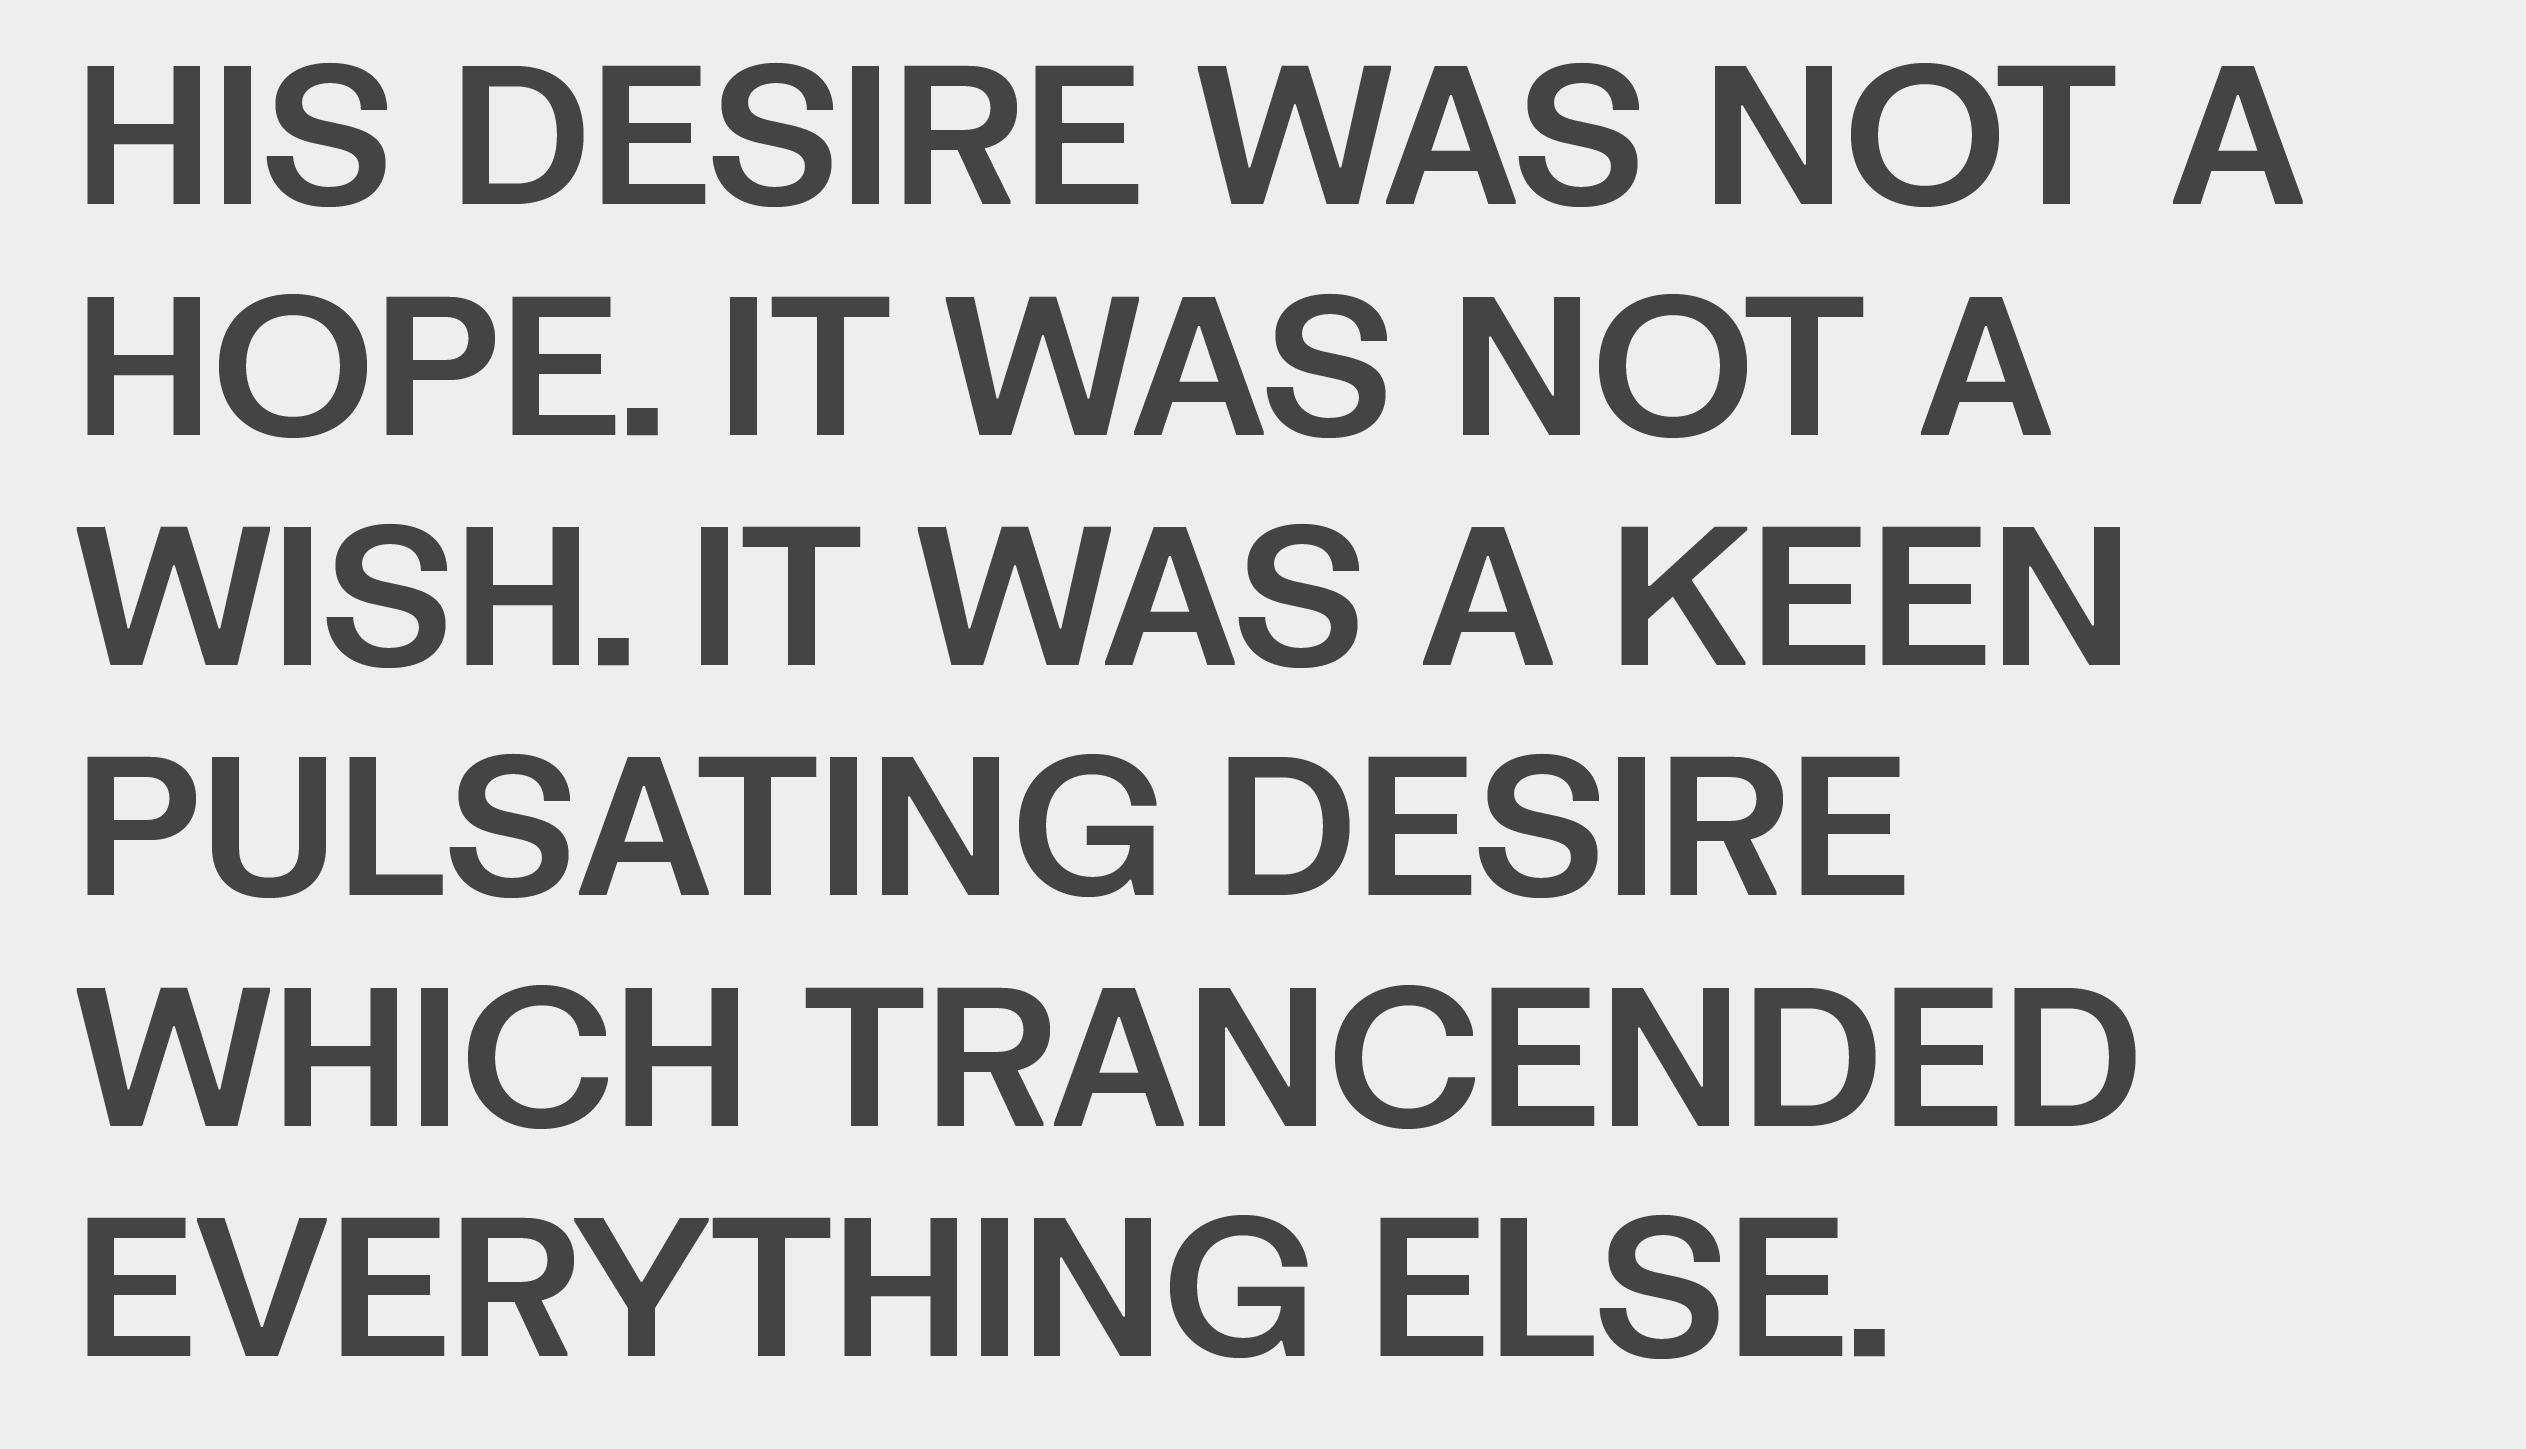 HIS DESIRE WAS NOT A
HOPE. IT WAS NOT A
WISH. IT WAS A KEEN
PULSATING DESIRE
WHICH TRANCENDED
EVERYTHING ELSE.